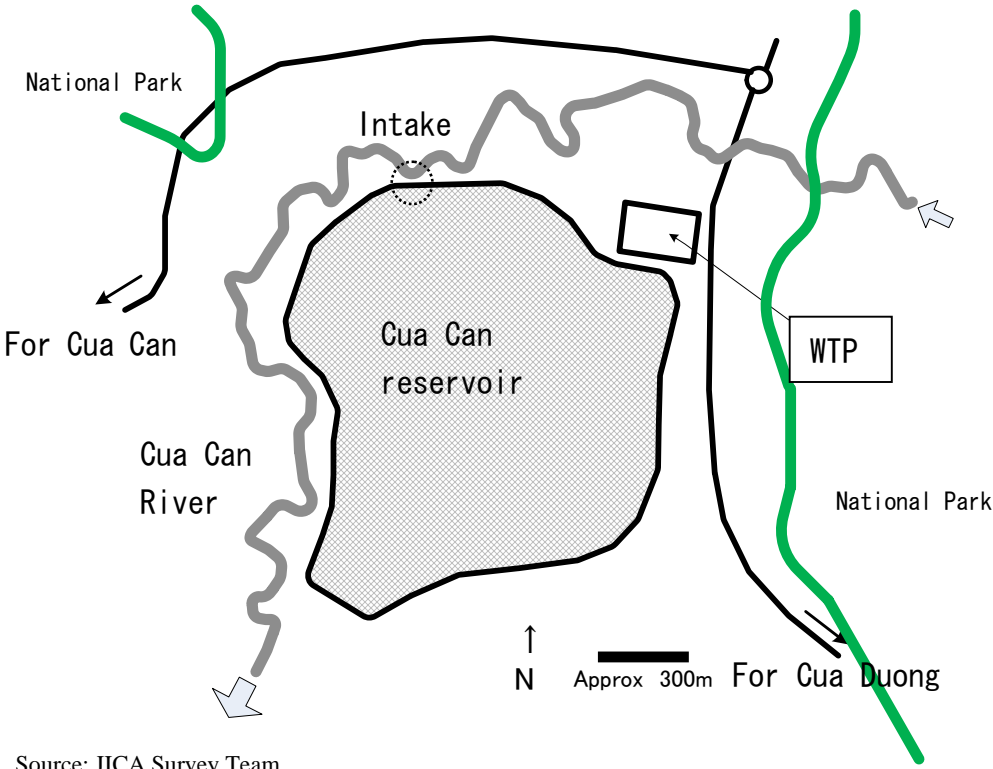 National Park
Intake
For Cua Can
Cua Can
reservoir
WTP
Cua Can
River
National Park
↑
N
Approx 300m
For Cua Duong
Source: JICA Survey Team